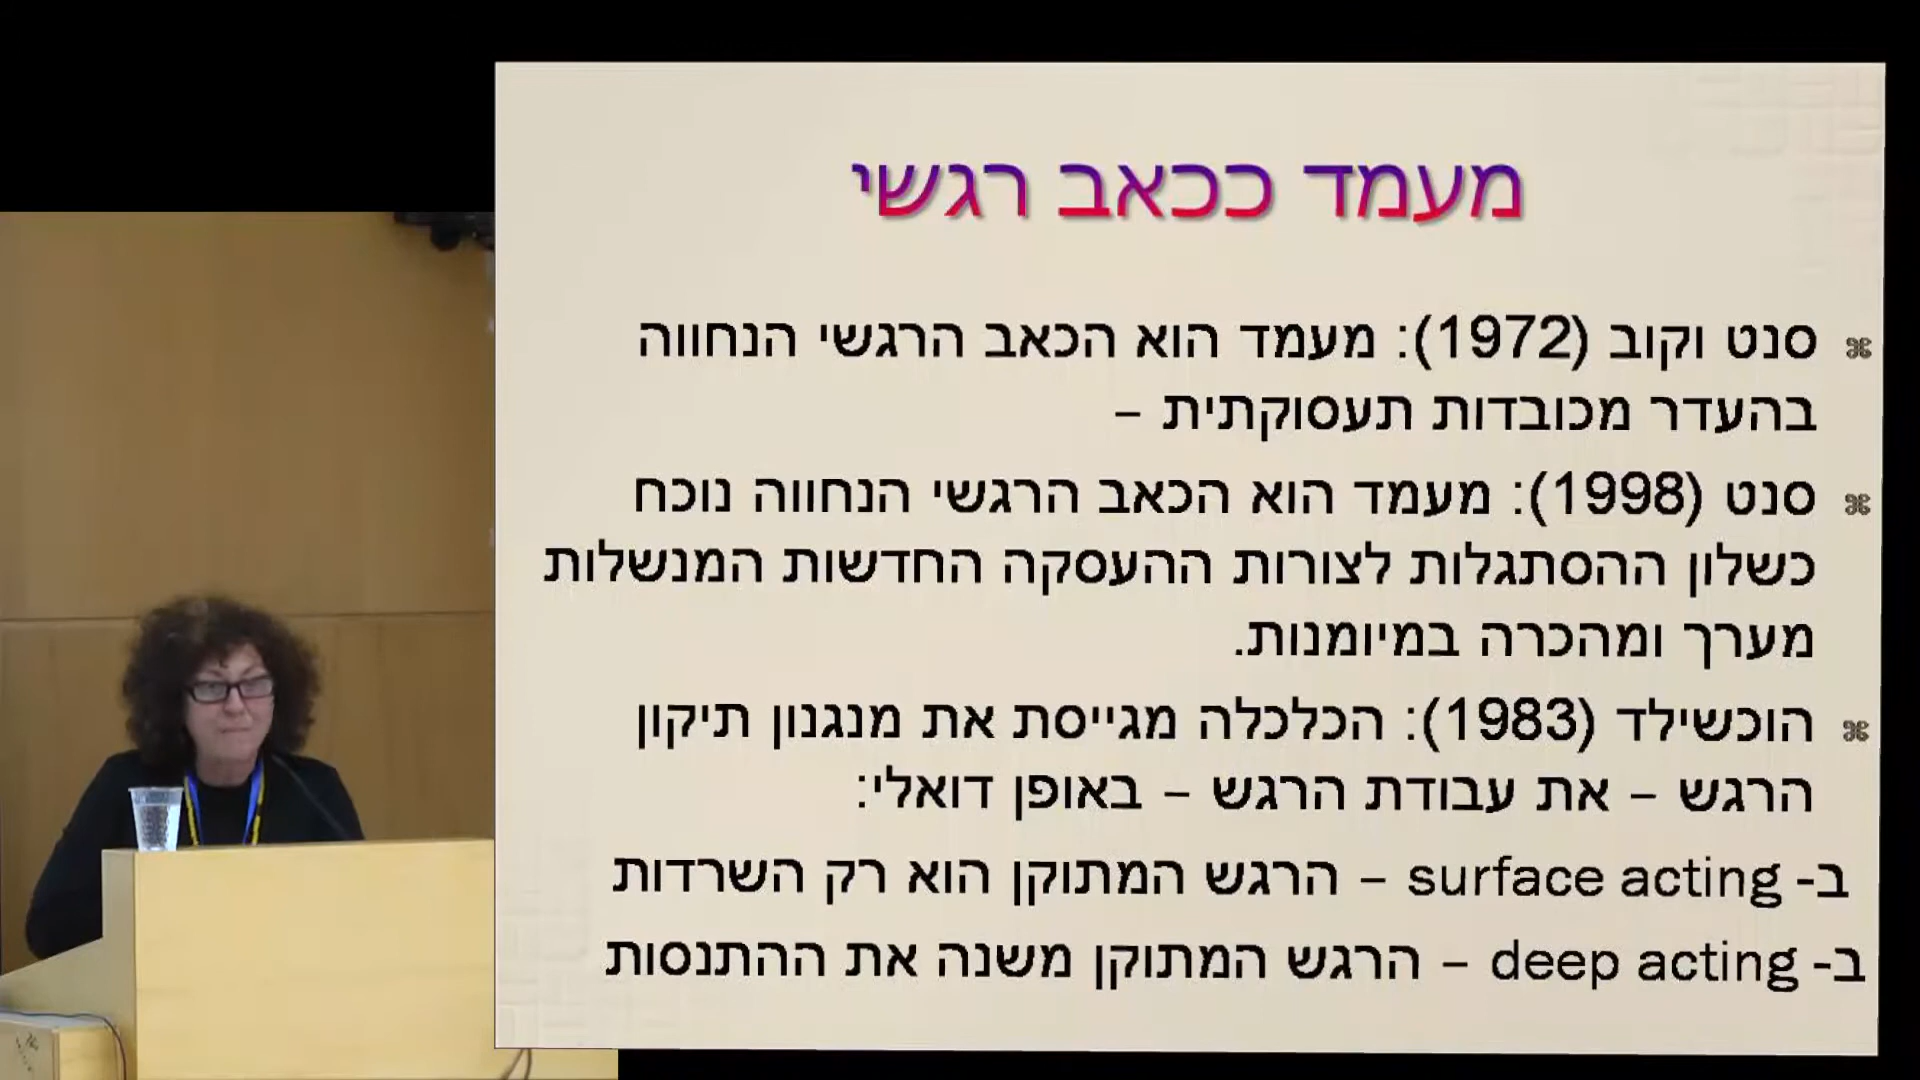 מעמד ככאב רגשי
סנט וקוב (1972): מעמד הוא הכאב הרגשי הנחווה
בהעדר מכובדות תעסוקתית –
סנט (1998): מעמד הוא הכאב הרגשי הנחווה נוכח
כשלון ההסתגלות לצורות ההעסקה החדשות המנשלות
מערך ומהכרה במיומנות.
הוכשילד (1983): הכלכלה מגייסת את מנגנון תיקון
הרגש – את עבודת הרגש – באופן דואלי:
ב- surface acting – הרגש המתוקן הוא רק השרדות
ב- deep acting – הרגש המתוקן משנה את ההתנסות